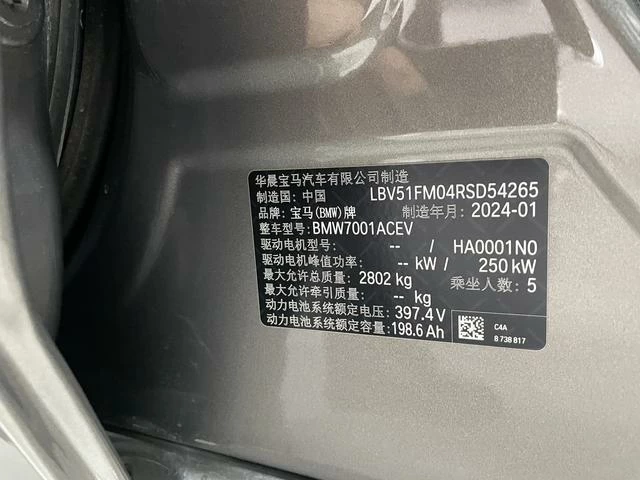 华晨宝马汽车有限公司制造
制造国: 中国 LBV51FM04RSD54265
品牌: 宝马(BMW)牌 制造年月: 2024-01
整车型号: BMW7001ACEV
驱动电机型号: -- / HA0001N0
驱动电机峰值功率: -- kW / 250 kW
最大允许总质量: 2802 kg 乘坐人数: 5
最大允许牵引质量: -- kg
动力电池系统额定电压: 397.4V
动力电池系统额定容量: 198.6Ah
C4A
8 738 817